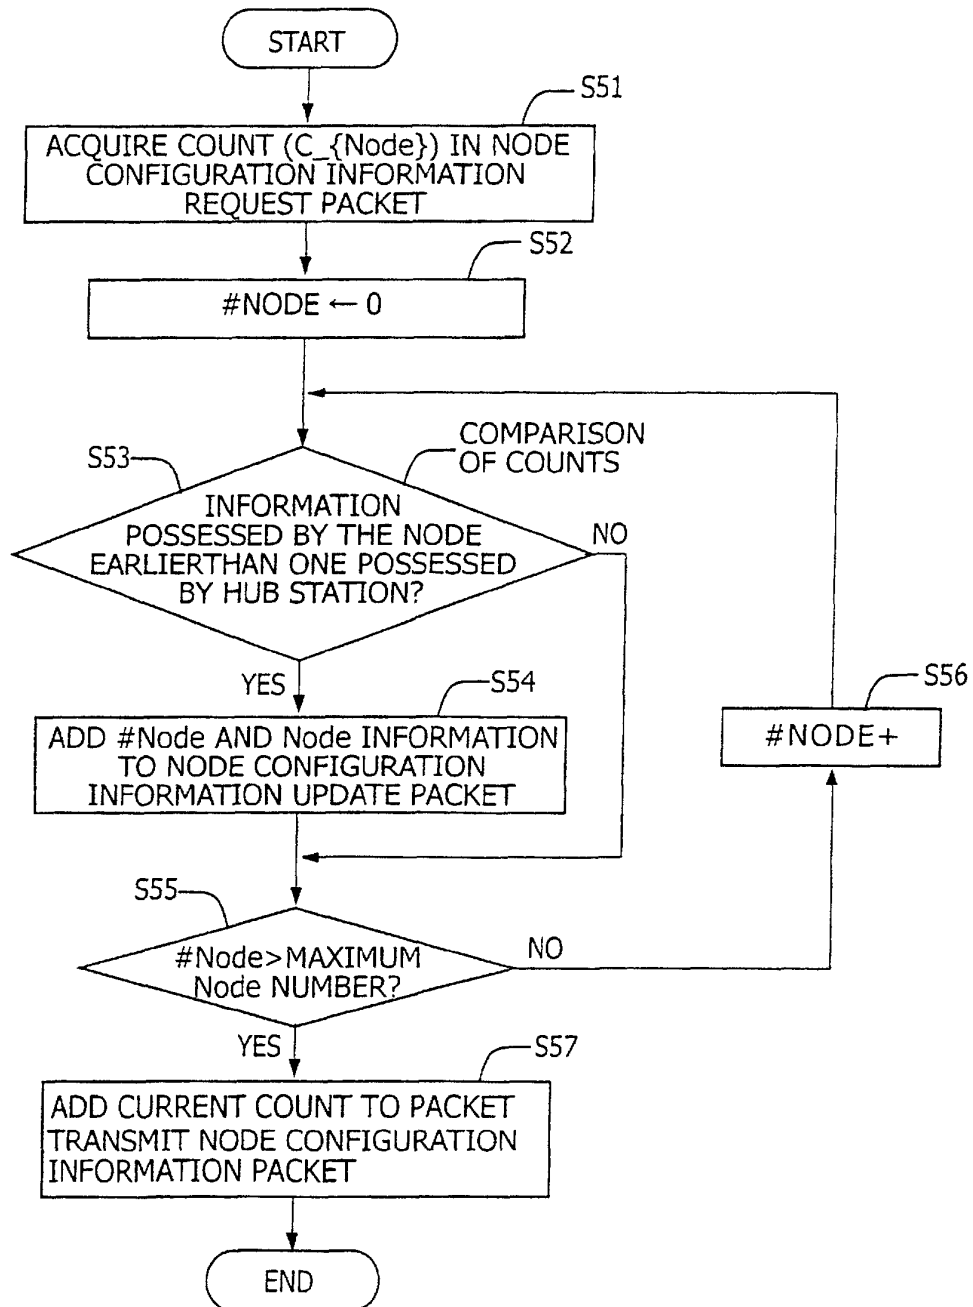 START
S51
ACQUIRE COUNT (C_{Node}) IN NODE
CONFIGURATION INFORMATION
REQUEST PACKET
S52
#NODE ← 0
COMPARISON
OF COUNTS
S53
INFORMATION
POSSESSED BY THE NODE
EARLIERTHAN ONE POSSESSED
BY HUB STATION?
NO
YES
S54
ADD #Node AND Node INFORMATION
TO NODE CONFIGURATION
INFORMATION UPDATE PACKET
S56
#NODE+
S55
#Node>MAXIMUM
Node NUMBER?
NO
YES
S57
ADD CURRENT COUNT TO PACKET
TRANSMIT NODE CONFIGURATION
INFORMATION PACKET
END